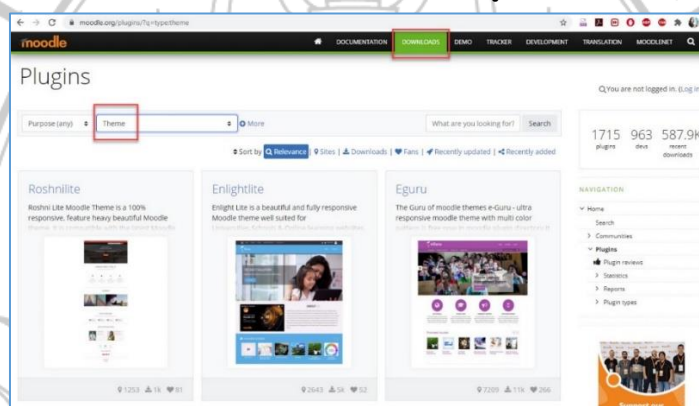 moodle.org/plugins/?q=type:theme
moodle
DOCUMENTATION DOWNLOADS DEMO TRACKER DEVELOPMENT TRANSLATION MOODLENET
Plugins
You are not logged in. (Log in
Purpose (any) Theme More What are you looking for? Search
Sort by Relevance | Sites | Downloads | Fans | Recently updated | Recently added
1715 963 587.9K
plugins devs recent downloads
Roshnilite
Roshni Lite Moodle Theme is a 100%
responsive, feature heavy beautiful Moodle
1253 1k 81
Enlightlite
Enlight Lite is a beautiful and fully responsive
Moodle theme well suited for
2643 5k 52
Eguru
The Guru of moodle themes e-Guru - ultra
responsive moodle theme with multi color
7209 11k 266
NAVIGATION
Home
Search
Communities
Plugins
Plugin reviews
Statistics
Reports
Plugin types